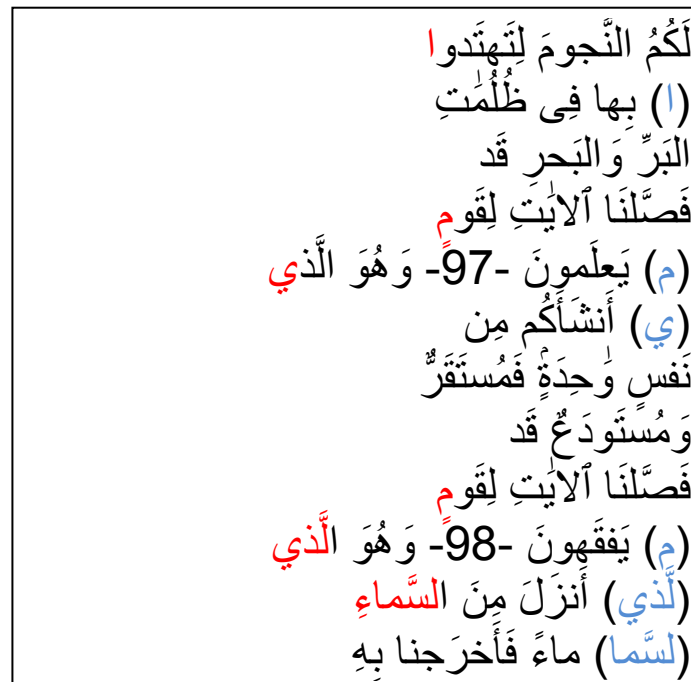 لَكُمُ النَّجومَ لِتَهتَدوا
(ا) بِها فِى ظُلُمٰتِ
البَرِّ وَالبَحرِ قَد
فَصَّلنَا ٱلايٰتِ لِقَومٍ
(م) يَعلَمونَ -97- وَهُوَ الَّذي
(ي) أَنشَأَكُم مِن
نَفسٍ وٰحِدَةٍۢ فَمُستَقَرٌّ
وَمُستَودَعٌ قَد
فَصَّلنَا ٱلايٰتِ لِقَومٍ
(م) يَفقَهونَ -98- وَهُوَ الَّذي
(لَّذي) أَنزَلَ مِنَ السَّماءِ
(لسَّما) ماءً فَأَخرَجنا بِهِ